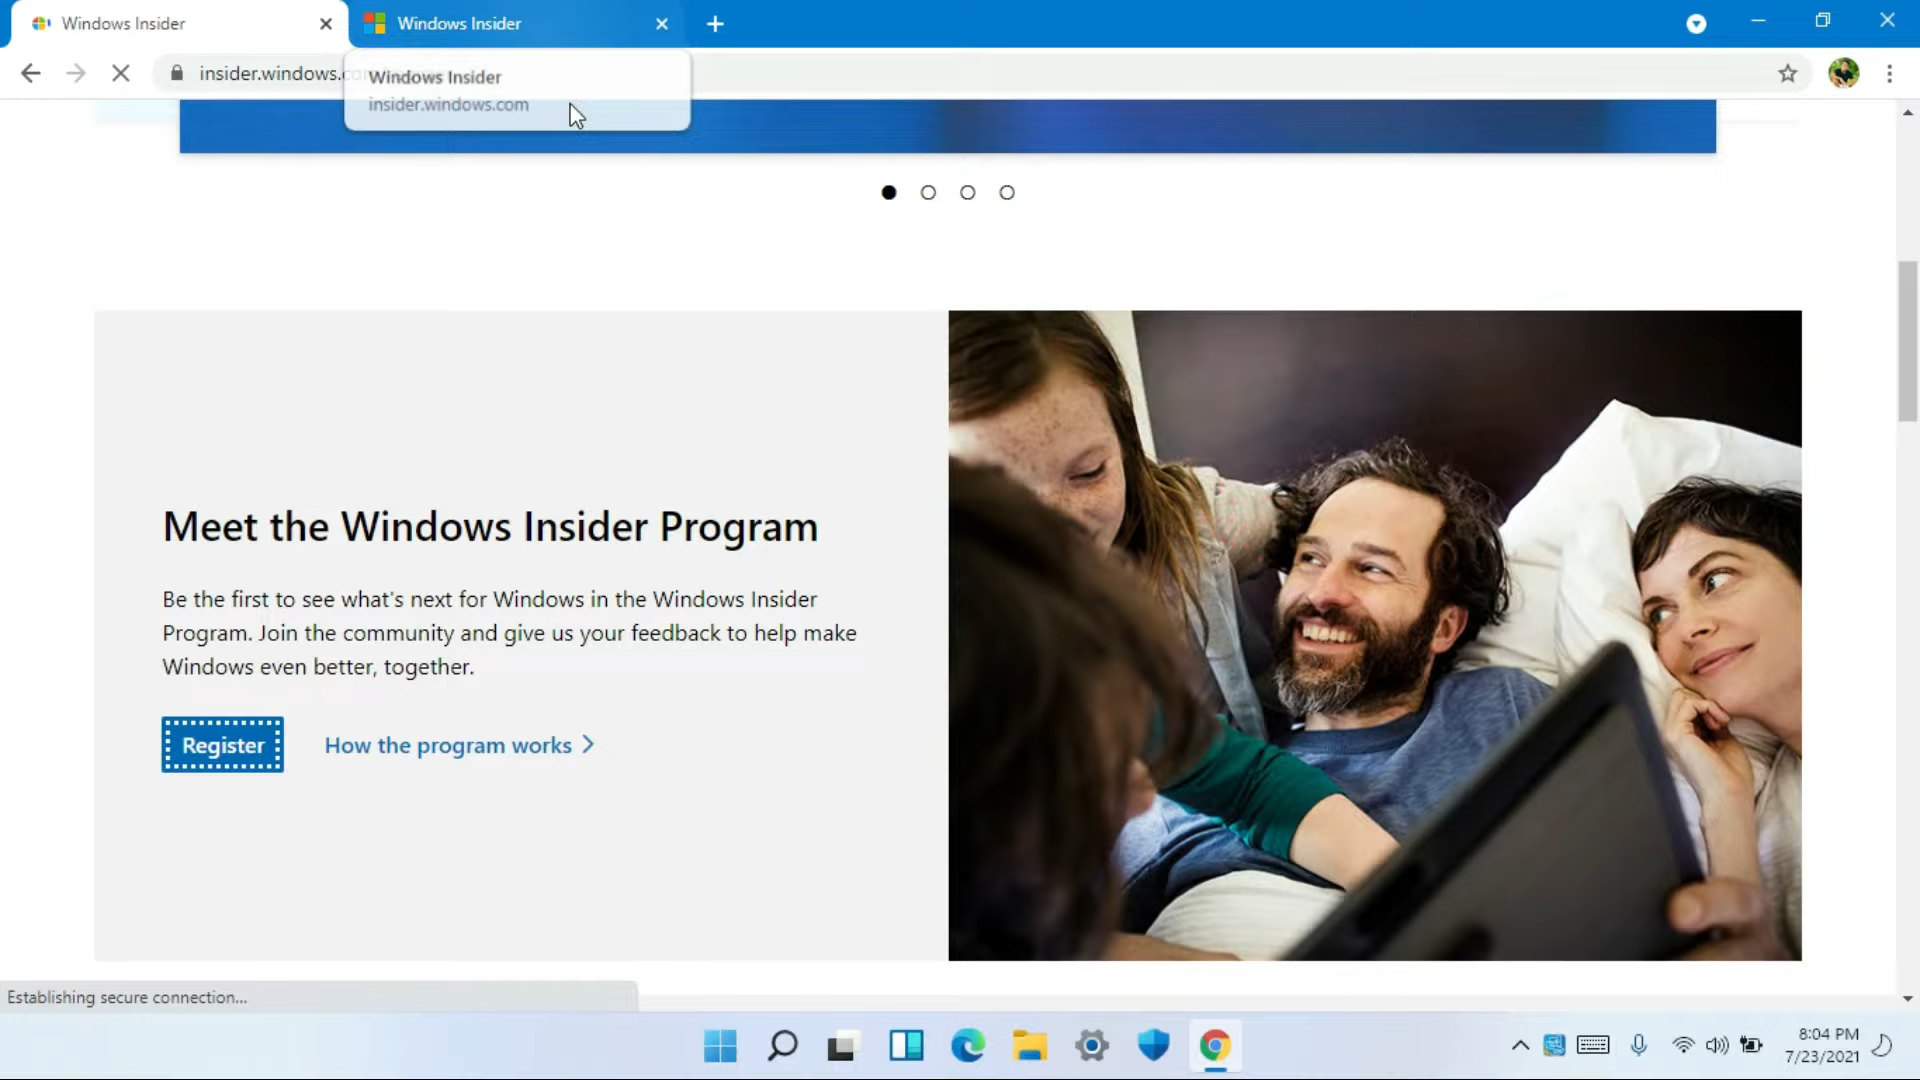 Windows Insider
Windows Insider
insider.windows.co
Windows Insider
insider.windows.com
Meet the Windows Insider Program
Be the first to see what's next for Windows in the Windows Insider
Program. Join the community and give us your feedback to help make
Windows even better, together.
Register
How the program works
Establishing secure connection...
8:04 PM
7/23/2021